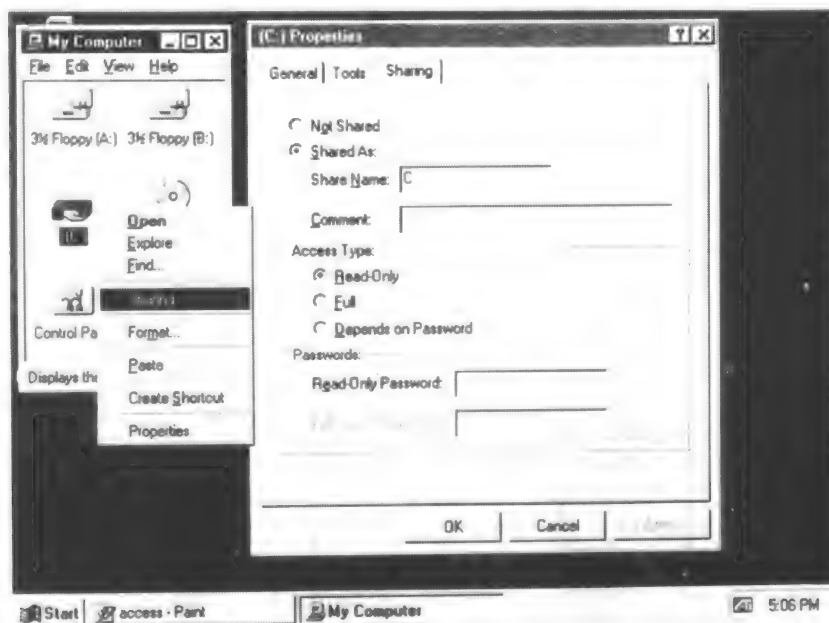 My Computer
File Edit View Help
3½ Floppy (A:) 3½ Floppy (B:)
Open
Explore
Find...
Format...
Paste
Create Shortcut
Properties
Control Pa
Displays the
(C:) Properties
General Tools Sharing
Not Shared
Shared As:
Share Name: C
Comment:
Access Type:
Read-Only
Full
Depends on Password
Passwords:
Read-Only Password:
OK Cancel
Start access - Paint My Computer 5:06 PM